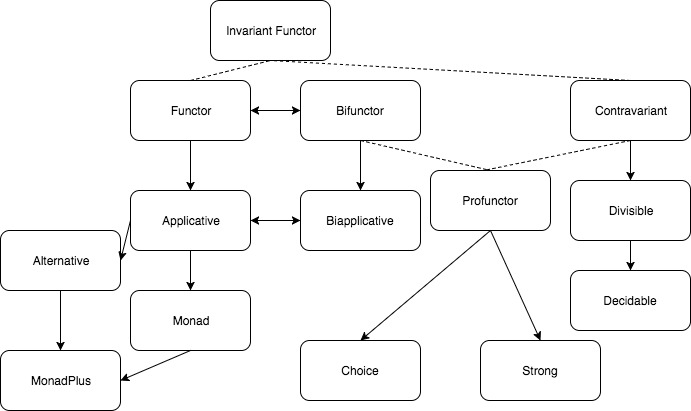 Invariant Functor
Functor
Bifunctor
Contravariant
Profunctor
Applicative
Biapplicative
Divisible
Alternative
Monad
Decidable
MonadPlus
Choice
Strong